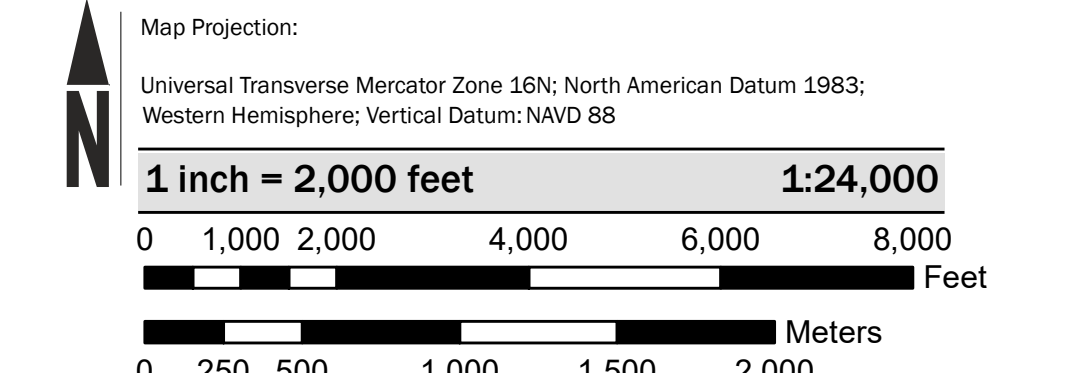 Map Projection:
Universal Transverse Mercator Zone 16N; North American Datum 1983;
Western Hemisphere; Vertical Datum: NAVD 88
N
1 inch = 2,000 feet 1:24,000
0 1,000 2,000 4,000 6,000 8,000
Feet
Meters
0 250 500 1,000 1,500 2,000